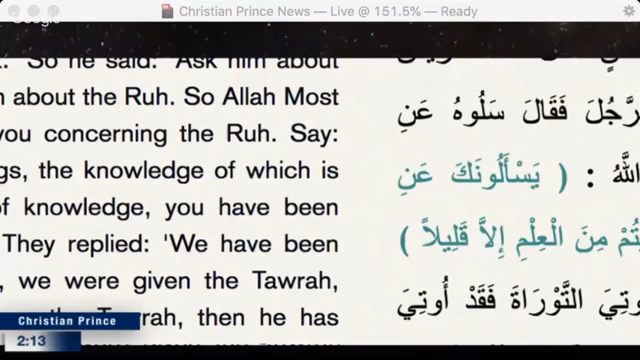 Christian Prince News — Live @ 151.5% — Ready
Google
. "So he said: 'Ask him about
about the Ruh. So Allah Most
you concerning the Ruh. Say:
gs, the knowledge of which is
of knowledge, you have been
They replied: 'We have been
, we were given the Tawrah,
rah, then he has
الرَّجُلَ فَقَالَ سَلُوهُ عَنِ
اللَّهُ : ( يَسْأَلُونَكَ عَنِ
مِنَ الْعِلْمِ إِلاَّ قَلِيلاً )
التَّوْرَاةَ فَقَدْ أُوتِيَ
Christian Prince
2:13